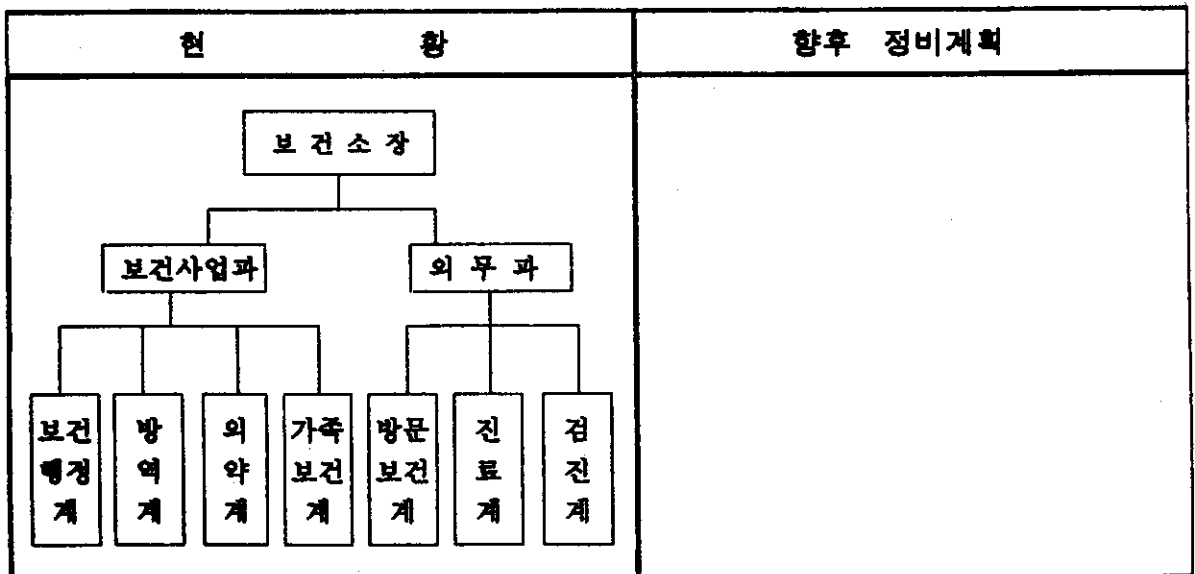 현 황
향후 정비계획
보 건 소 장
보건사업과
의 무 과
보건
행정
계
방
역
계
의
약
계
가족
보건
계
방문
보건
계
진
료
계
검
진
계